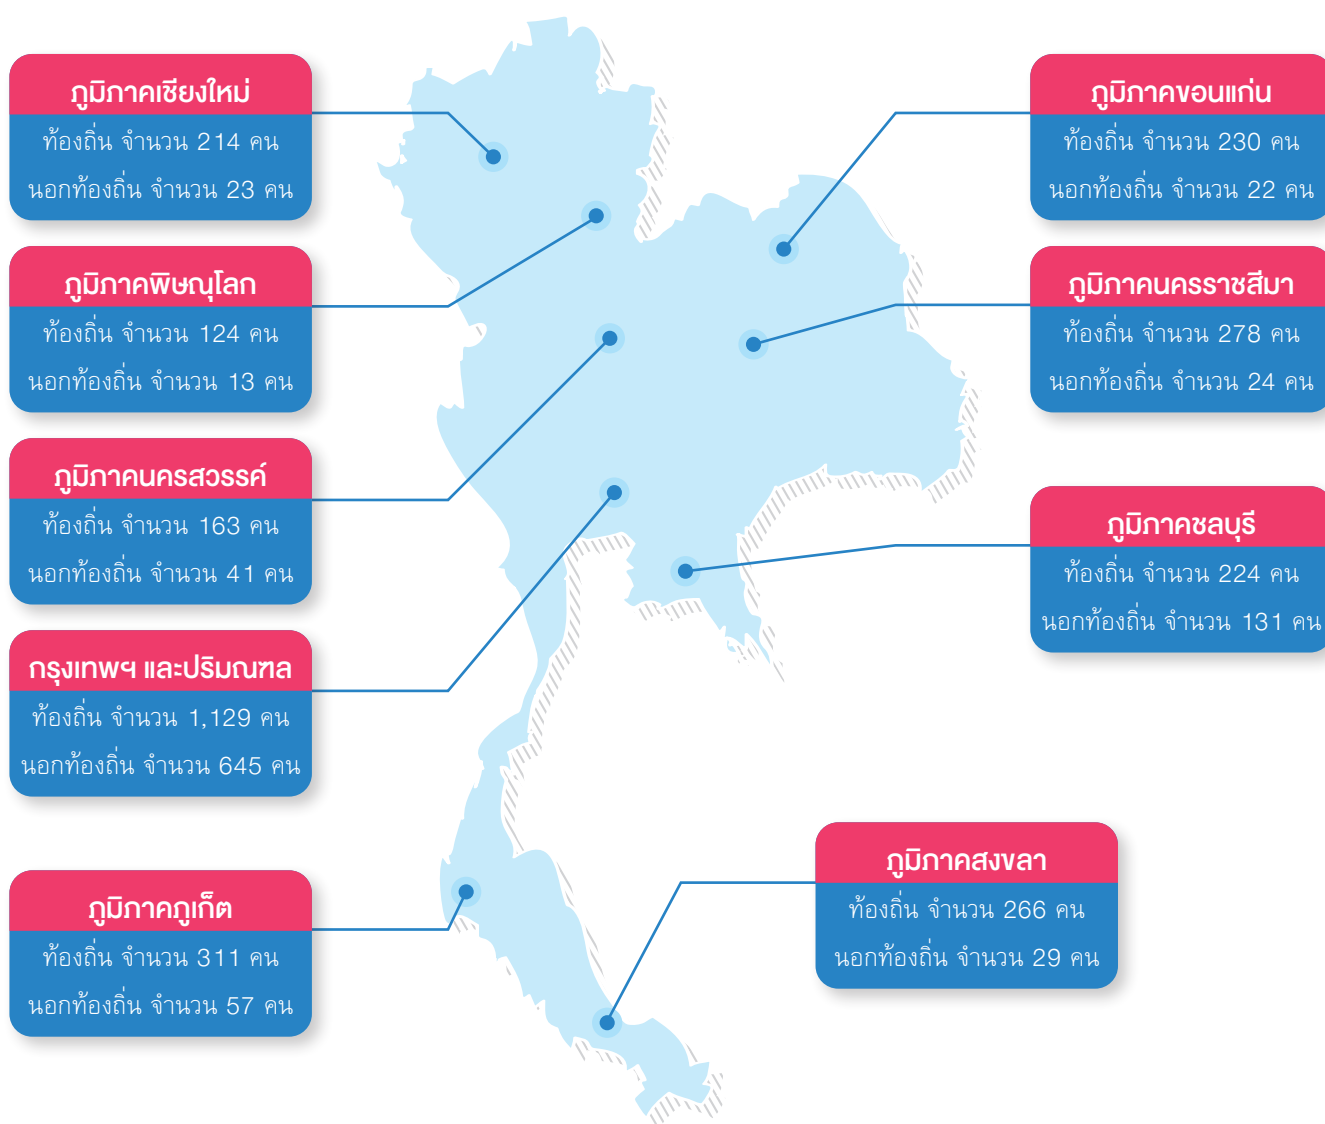 ภูมิภาคเชียงใหม่
ท้องถิ่น จำนวน 214 คน
นอกท้องถิ่น จำนวน 23 คน
ภูมิภาคพิษณุโลก
ท้องถิ่น จำนวน 124 คน
นอกท้องถิ่น จำนวน 13 คน
ภูมิภาคนครสวรรค์
ท้องถิ่น จำนวน 163 คน
นอกท้องถิ่น จำนวน 41 คน
กรุงเทพฯ และปริมณฑล
ท้องถิ่น จำนวน 1,129 คน
นอกท้องถิ่น จำนวน 645 คน
ภูมิภาคภูเก็ต
ท้องถิ่น จำนวน 311 คน
นอกท้องถิ่น จำนวน 57 คน
ภูมิภาคขอนแก่น
ท้องถิ่น จำนวน 230 คน
นอกท้องถิ่น จำนวน 22 คน
ภูมิภาคนครราชสีมา
ท้องถิ่น จำนวน 278 คน
นอกท้องถิ่น จำนวน 24 คน
ภูมิภาคชลบุรี
ท้องถิ่น จำนวน 224 คน
นอกท้องถิ่น จำนวน 131 คน
ภูมิภาคสงขลา
ท้องถิ่น จำนวน 266 คน
นอกท้องถิ่น จำนวน 29 คน